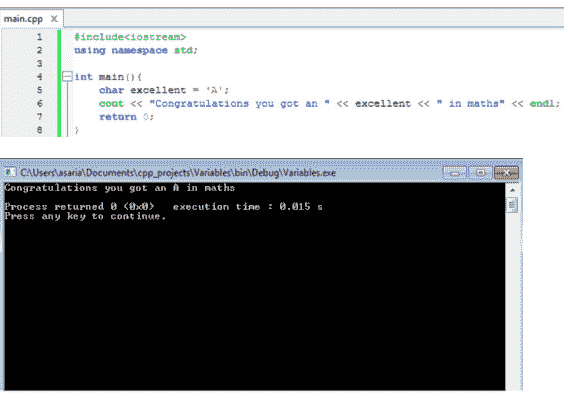 main.cpp X
1 #include<iostream>
2 using namespace std;
3
4 int main(){
5 char excellent = 'A';
6 cout << "Congratulations you got an " << excellent << " in maths" << endl;
7 return 0;
8 }
C:\Users\asaria\Documents\cpp_projects\Variables\bin\Debug\Variables.exe
Congratulations you got an A in maths
Process returned 0 (0x0) execution time : 0.015 s
Press any key to continue.